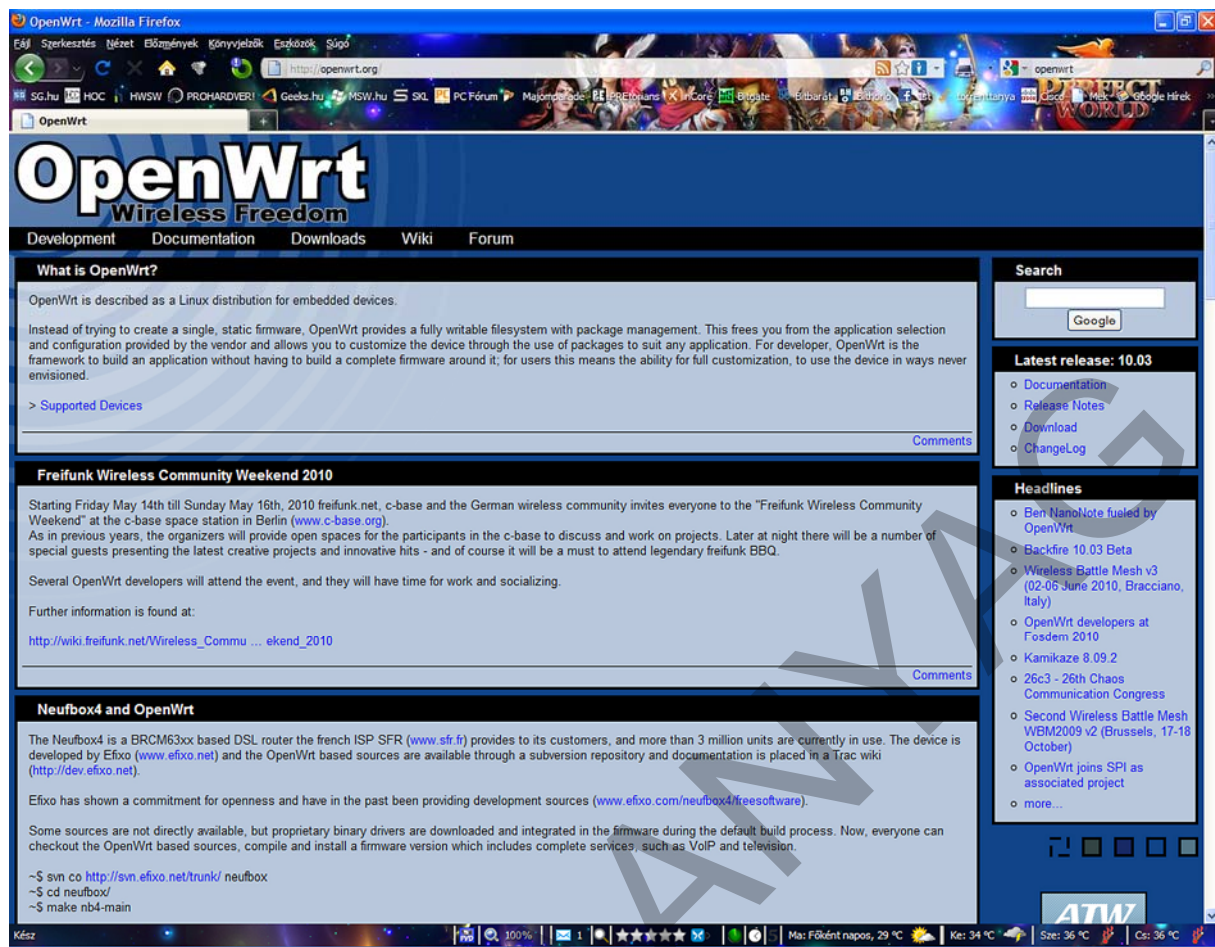 OpenWrt - Mozilla Firefox
Fájl Szerkesztés Nézet Előzmények Könyvjelzők Eszközök Súgó
http://openwrt.org/
openwrt
SG.hu HOC HWSW PROHARDVER! Geeks.hu MSW.hu SKL PC Fórum Majomparádé PREtorians nCore Bitgate Bitbarát Google Hírek
PERFECT WORLD
OpenWrt
OpenWrt
Wireless Freedom
Development Documentation Downloads Wiki Forum
What is OpenWrt?
OpenWrt is described as a Linux distribution for embedded devices.
Instead of trying to create a single, static firmware, OpenWrt provides a fully writable filesystem with package management. This frees you from the application selection
and configuration provided by the vendor and allows you to customize the device through the use of packages to suit any application. For developer, OpenWrt is the
framework to build an application without having to build a complete firmware around it; for users this means the ability for full customization, to use the device in ways never
envisioned.
> Supported Devices
Comments
Freifunk Wireless Community Weekend 2010
Starting Friday May 14th till Sunday May 16th, 2010 freifunk.net, c-base and the German wireless community invites everyone to the "Freifunk Wireless Community
Weekend" at the c-base space station in Berlin (www.c-base.org).
As in previous years, the organizers will provide open spaces for the participants in the c-base to discuss and work on projects. Later at night there will be a number of
special guests presenting the latest creative projects and innovative hits - and of course it will be a must to attend legendary freifunk BBQ.
Several OpenWrt developers will attend the event, and they will have time for work and socializing.
Further information is found at:
http://wiki.freifunk.net/Wireless_Commu ... ekend_2010
Comments
Neufbox4 and OpenWrt
The Neufbox4 is a BRCM63xx based DSL router the french ISP SFR (www.sfr.fr) provides to its customers, and more than 3 million units are currently in use. The device is
developed by Efixo (www.efixo.net) and the OpenWrt based sources are available through a subversion repository and documentation is placed in a Trac wiki
(http://dev.efixo.net).
Efixo has shown a commitment for openness and have in the past been providing development sources (www.efixo.com/neufbox4/freesoftware).
Some sources are not directly available, but proprietary binary drivers are downloaded and integrated in the firmware during the default build process. Now, everyone can
checkout the OpenWrt based sources, compile and install a firmware version which includes complete services, such as VoIP and television.
~$ svn co http://svn.efixo.net/trunk/ neufbox
~$ cd neufbox/
~$ make nb4-main
Search
Google
Latest release: 10.03
Documentation
Release Notes
Download
ChangeLog
Headlines
Ben NanoNote fueled by
OpenWrt
Backfire 10.03 Beta
Wireless Battle Mesh v3
(02-06 June 2010, Bracciano,
Italy)
OpenWrt developers at
Fosdem 2010
Kamikaze 8.09.2
26c3 - 26th Chaos
Communication Congress
Second Wireless Battle Mesh
WBM2009 v2 (Brussels, 17-18
October)
OpenWrt joins SPI as
associated project
more...
ATW
ANYAG
Kész 100% 1 Ma: Főként napos, 29 °C Ke: 34 °C Sze: 36 °C Cs: 36 °C